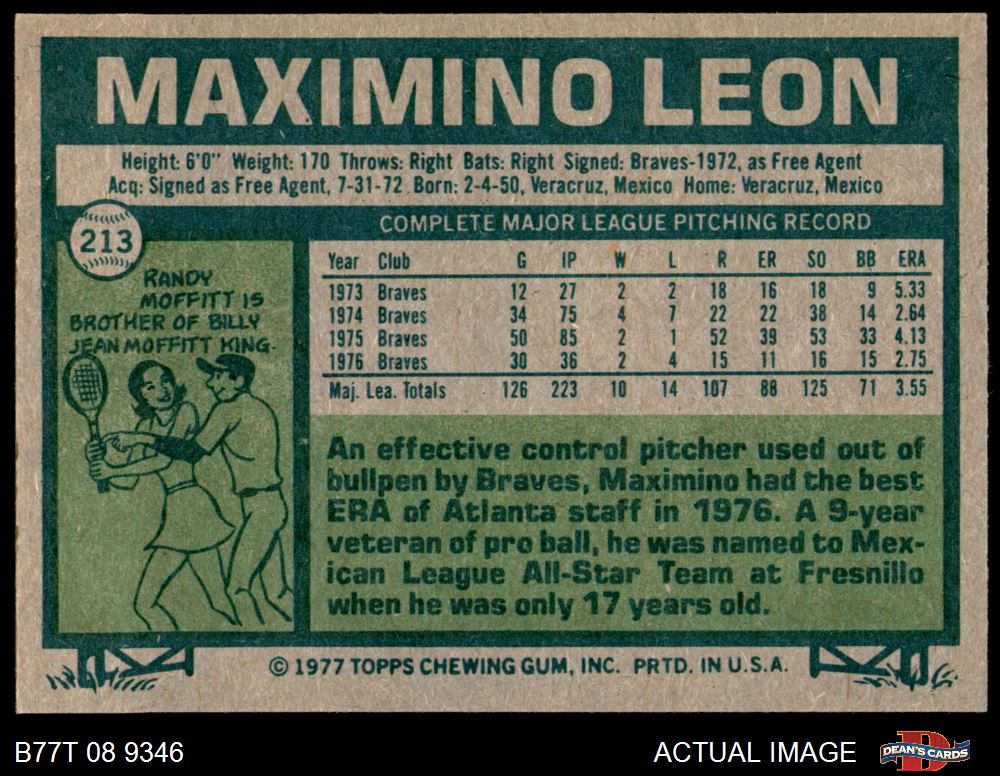 MAXIMINO LEON
Height: 6'0" Weight: 170 Throws: Right Bats: Right Signed: Braves-1972, as Free Agent
Acq: Signed as Free Agent, 7-31-72 Born: 2-4-50, Veracruz, Mexico Home: Veracruz, Mexico
213
RANDY
MOFFITT IS
BROTHER OF BILLY
JEAN MOFFITT KING.
COMPLETE MAJOR LEAGUE PITCHING RECORD
Year Club G IP W L R ER SO BB ERA
1973 Braves 12 27 2 2 18 16 18 9 5.33
1974 Braves 34 75 4 7 22 22 38 14 2.64
1975 Braves 50 85 2 1 52 39 53 33 4.13
1976 Braves 30 36 2 4 15 11 16 15 2.75
Maj. Lea. Totals 126 223 10 14 107 88 125 71 3.55
An effective control pitcher used out of
bullpen by Braves, Maximino had the best
ERA of Atlanta staff in 1976. A 9-year
veteran of pro ball, he was named to Mex-
ican League All-Star Team at Fresnillo
when he was only 17 years old.
© 1977 TOPPS CHEWING GUM, INC. PRTD. IN U.S.A.
B77T 08 9346
ACTUAL IMAGE
D
DEAN'S CARDS